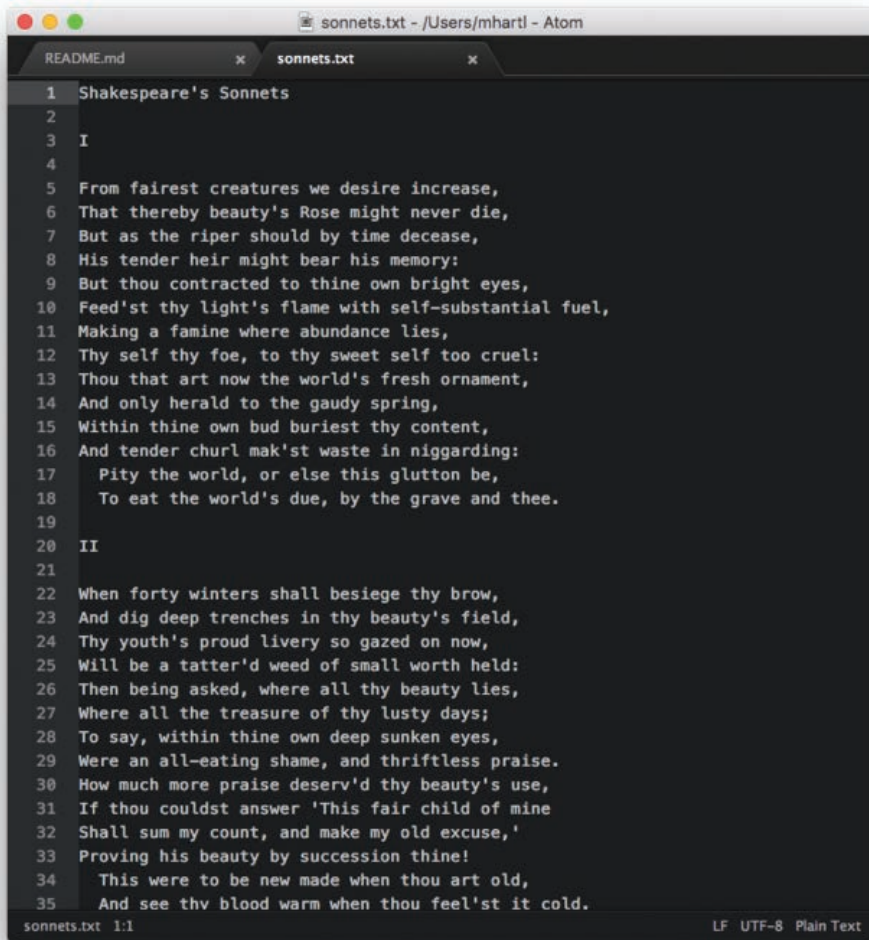 sonnets.txt - /Users/mhartl - Atom
README.md × sonnets.txt ×
1 Shakespeare's Sonnets
2
3 I
4
5 From fairest creatures we desire increase,
6 That thereby beauty's Rose might never die,
7 But as the riper should by time decease,
8 His tender heir might bear his memory:
9 But thou contracted to thine own bright eyes,
10 Feed'st thy light's flame with self-substantial fuel,
11 Making a famine where abundance lies,
12 Thy self thy foe, to thy sweet self too cruel:
13 Thou that art now the world's fresh ornament,
14 And only herald to the gaudy spring,
15 Within thine own bud buriest thy content,
16 And tender churl mak'st waste in niggarding:
17   Pity the world, or else this glutton be,
18   To eat the world's due, by the grave and thee.
19
20 II
21
22 When forty winters shall besiege thy brow,
23 And dig deep trenches in thy beauty's field,
24 Thy youth's proud livery so gazed on now,
25 Will be a tatter'd weed of small worth held:
26 Then being asked, where all thy beauty lies,
27 Where all the treasure of thy lusty days;
28 To say, within thine own deep sunken eyes,
29 Were an all-eating shame, and thriftless praise.
30 How much more praise deserv'd thy beauty's use,
31 If thou couldst answer 'This fair child of mine
32 Shall sum my count, and make my old excuse,'
33 Proving his beauty by succession thine!
34   This were to be new made when thou art old,
35   And see thy blood warm when thou feel'st it cold.
sonnets.txt 1:1 LF UTF-8 Plain Text